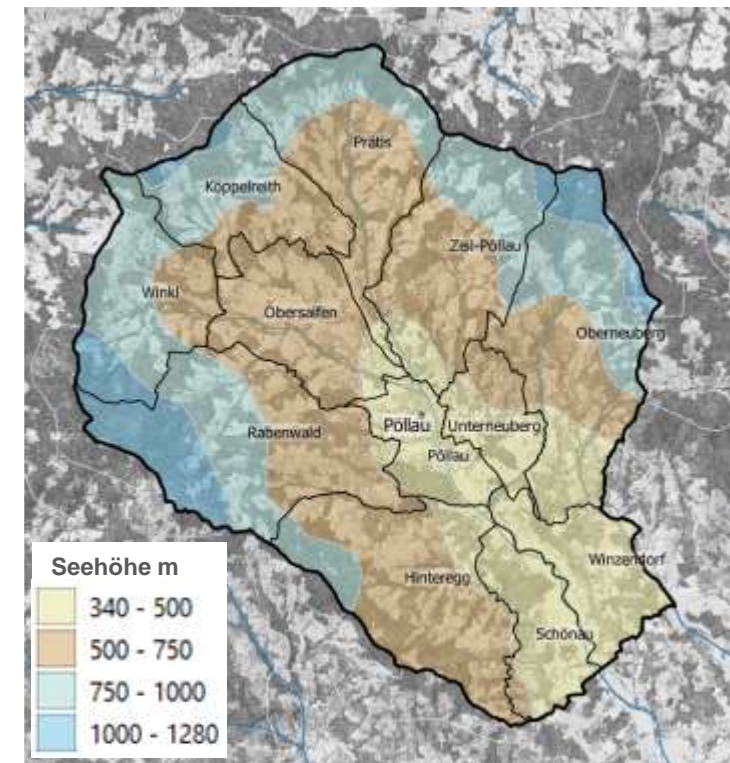 Prätis
Köppelreith
Zeil-Pöllau
Winkl
Obersaifen
Oberneuberg
Pöllau
Unterneuberg
Rabenwald
Pöllau
Winzendorf
Hinteregg
Schönau
Seehöhe m
340 - 500
500 - 750
750 - 1000
1000 - 1280